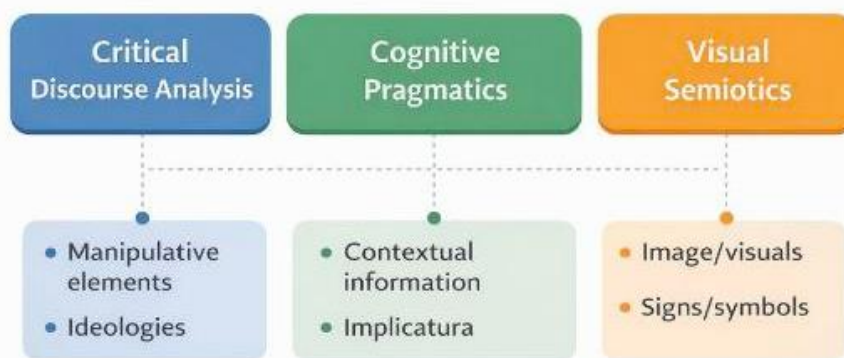 Critical
Discourse Analysis
Cognitive
Pragmatics
Visual
Semiotics
• Manipulative
elements
• Ideologies
• Contextual
information
• Implicatura
• Image/visuals
• Signs/symbols